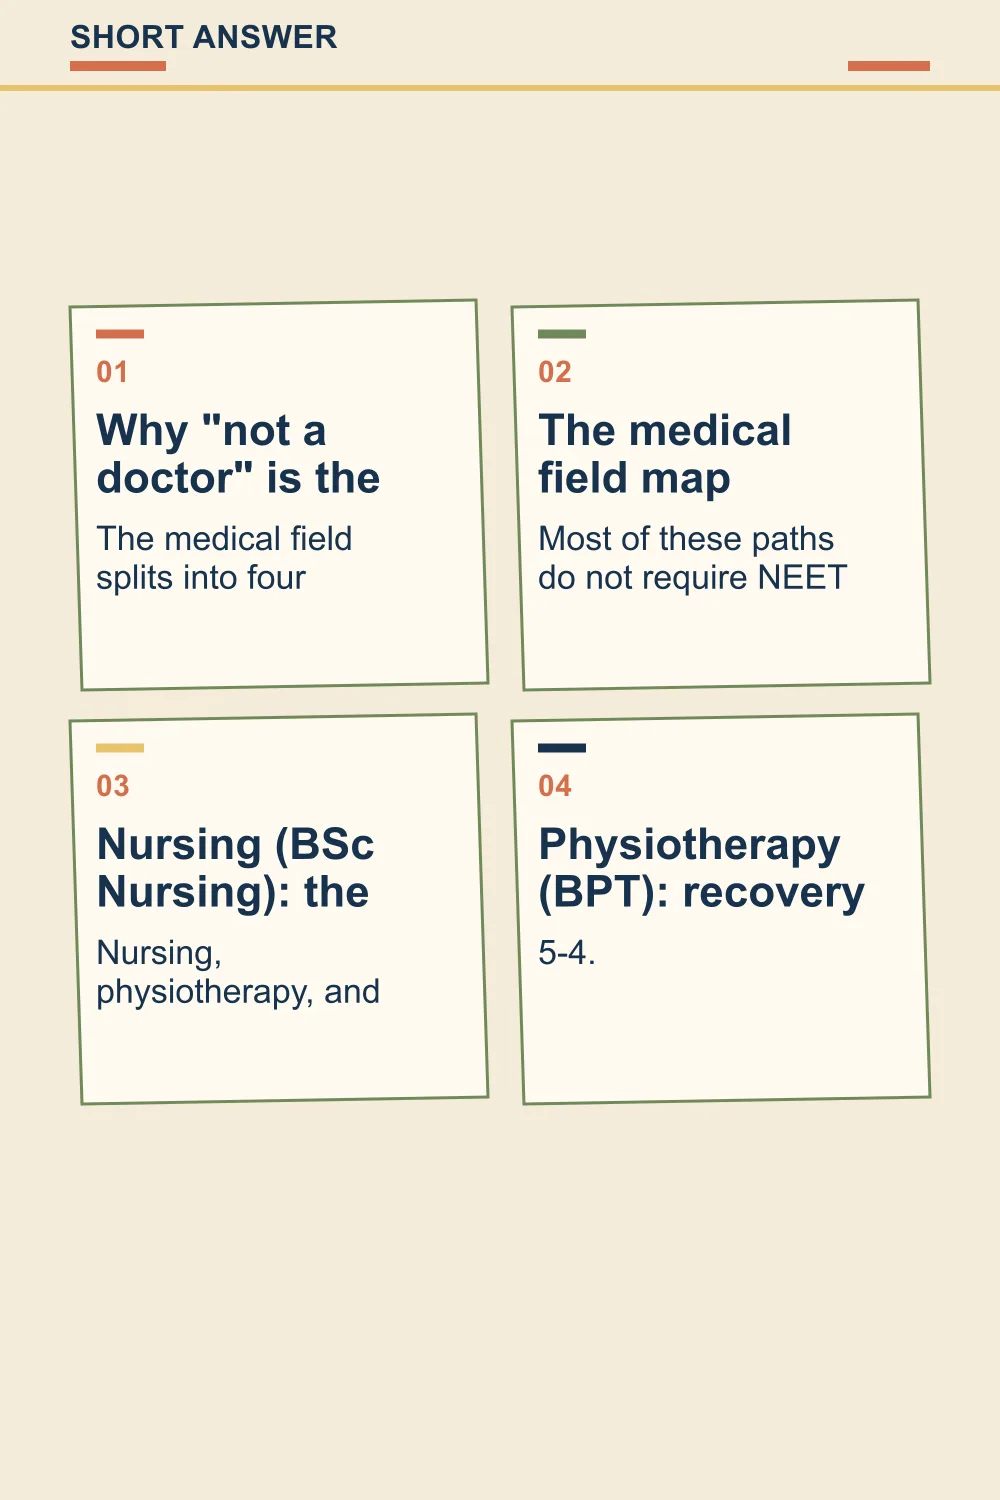 SHORT ANSWER
01
Why "not a
doctor" is the
The medical field
splits into four
02
The medical
field map
Most of these paths
do not require NEET
03
Nursing (BSc
Nursing): the
Nursing,
physiotherapy, and
04
Physiotherapy
(BPT): recovery
5-4.